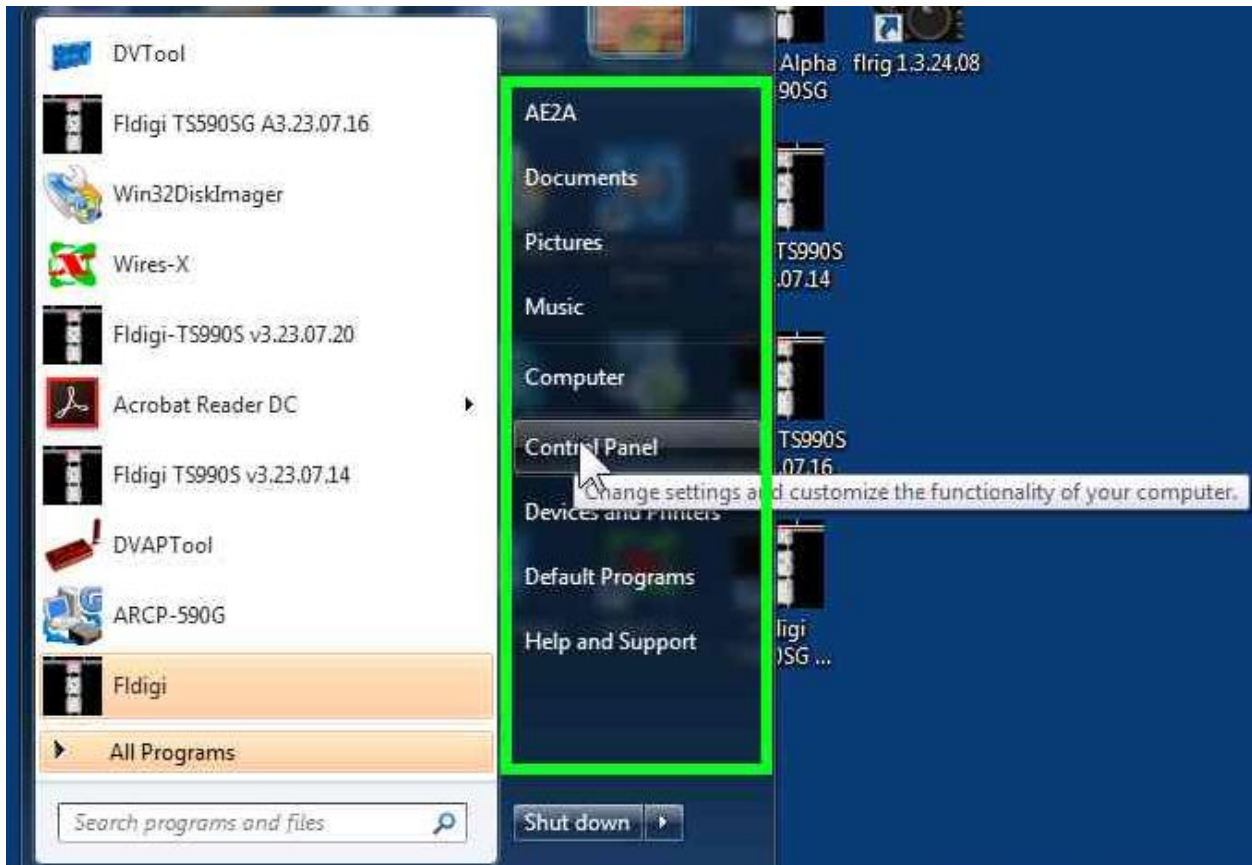 DVTool
Fldigi TS590SG A3.23.07.16
Win32DiskImager
Wires-X
Fldigi-TS990S v3.23.07.20
Acrobat Reader DC
Fldigi TS990S v3.23.07.14
DVAPTool
ARCP-590G
Fldigi
All Programs
Search programs and files
AE2A
Documents
Pictures
Music
Computer
Control Panel
Change settings and customize the functionality of your computer.
Devices and Printers
Default Programs
Help and Support
Shut down
Alpha
90SG
flrig 1.3.24.08
TS990S
.07.14
TS990S
.07.16
ligi
)SG ...